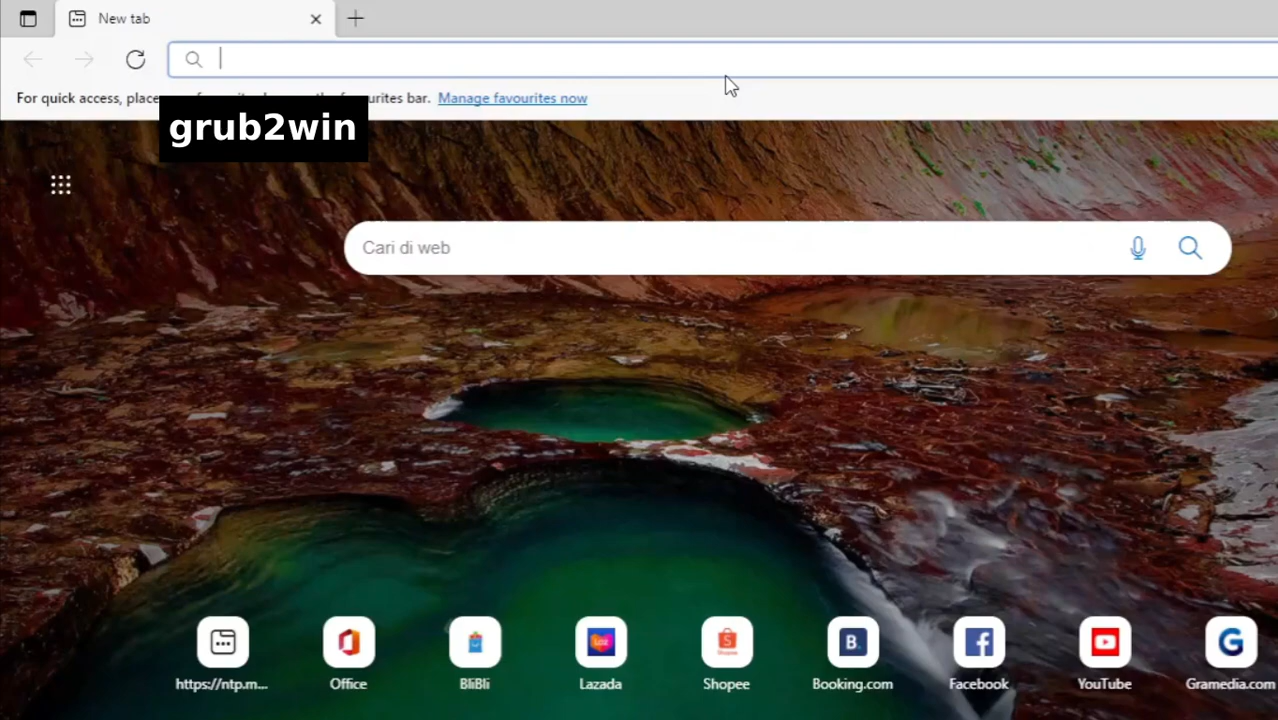 New tab
For quick access, place
urites bar. Manage favourites now
grub2win
Cari di web
https://ntp.m...
Office
BliBli
Lazada
Shopee
Booking.com
Facebook
YouTube
Gramedia.com